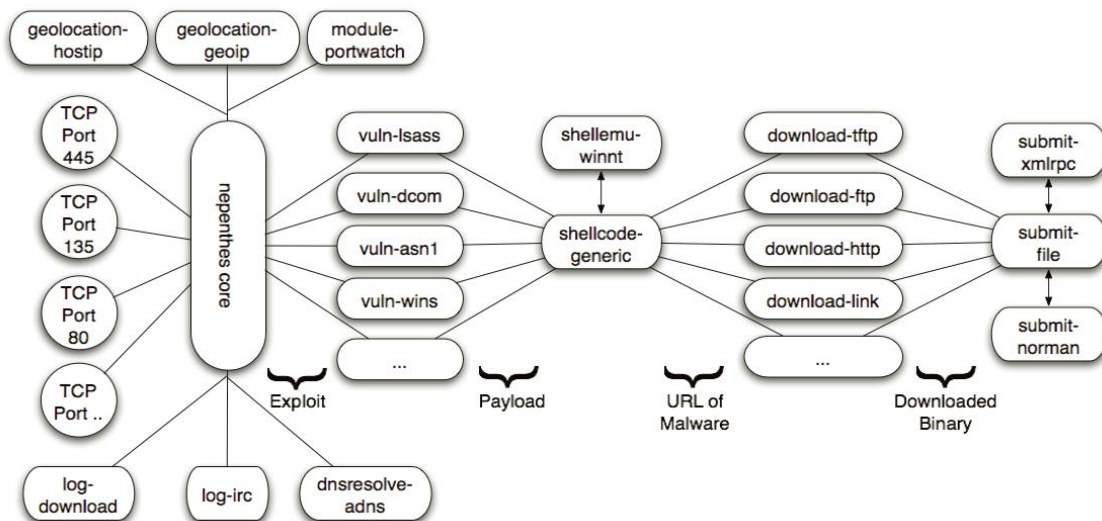 geolocation-
hostip
geolocation-
geoip
module-
portwatch
TCP
Port
445
TCP
Port
135
TCP
Port
80
TCP
Port ..
nepenthes core
vuln-lsass
vuln-dcom
vuln-asn1
vuln-wins
...
shellemu-
winnt
shellcode-
generic
download-tftp
download-ftp
download-http
download-link
...
submit-
xmlrpc
submit-
file
submit-
norman
Exploit
Payload
URL of
Malware
Downloaded
Binary
log-
download
log-irc
dnsresolve-
adns